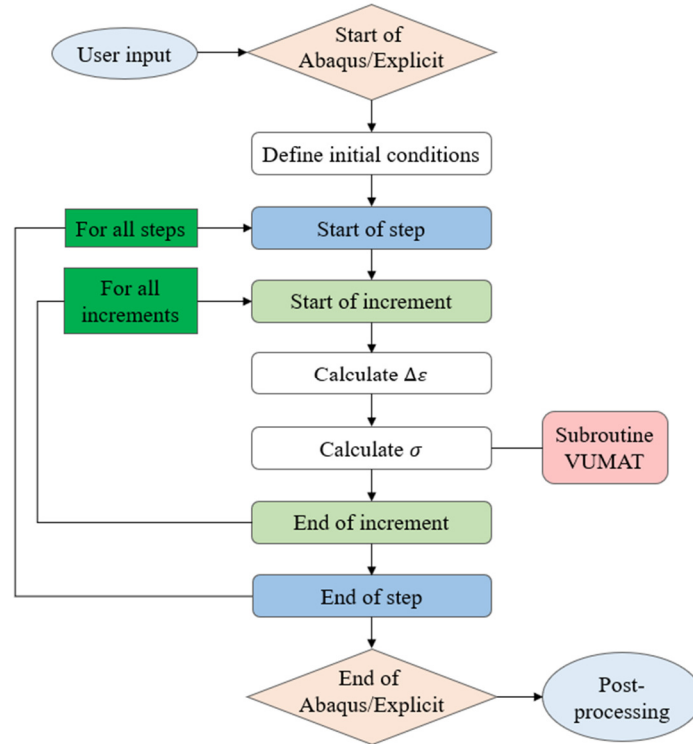 User input
Start of
Abaqus/Explicit
Define initial conditions
For all steps
Start of step
For all
increments
Start of increment
Calculate Δε
Calculate σ
Subroutine
VUMAT
End of increment
End of step
End of
Abaqus/Explicit
Post-
processing